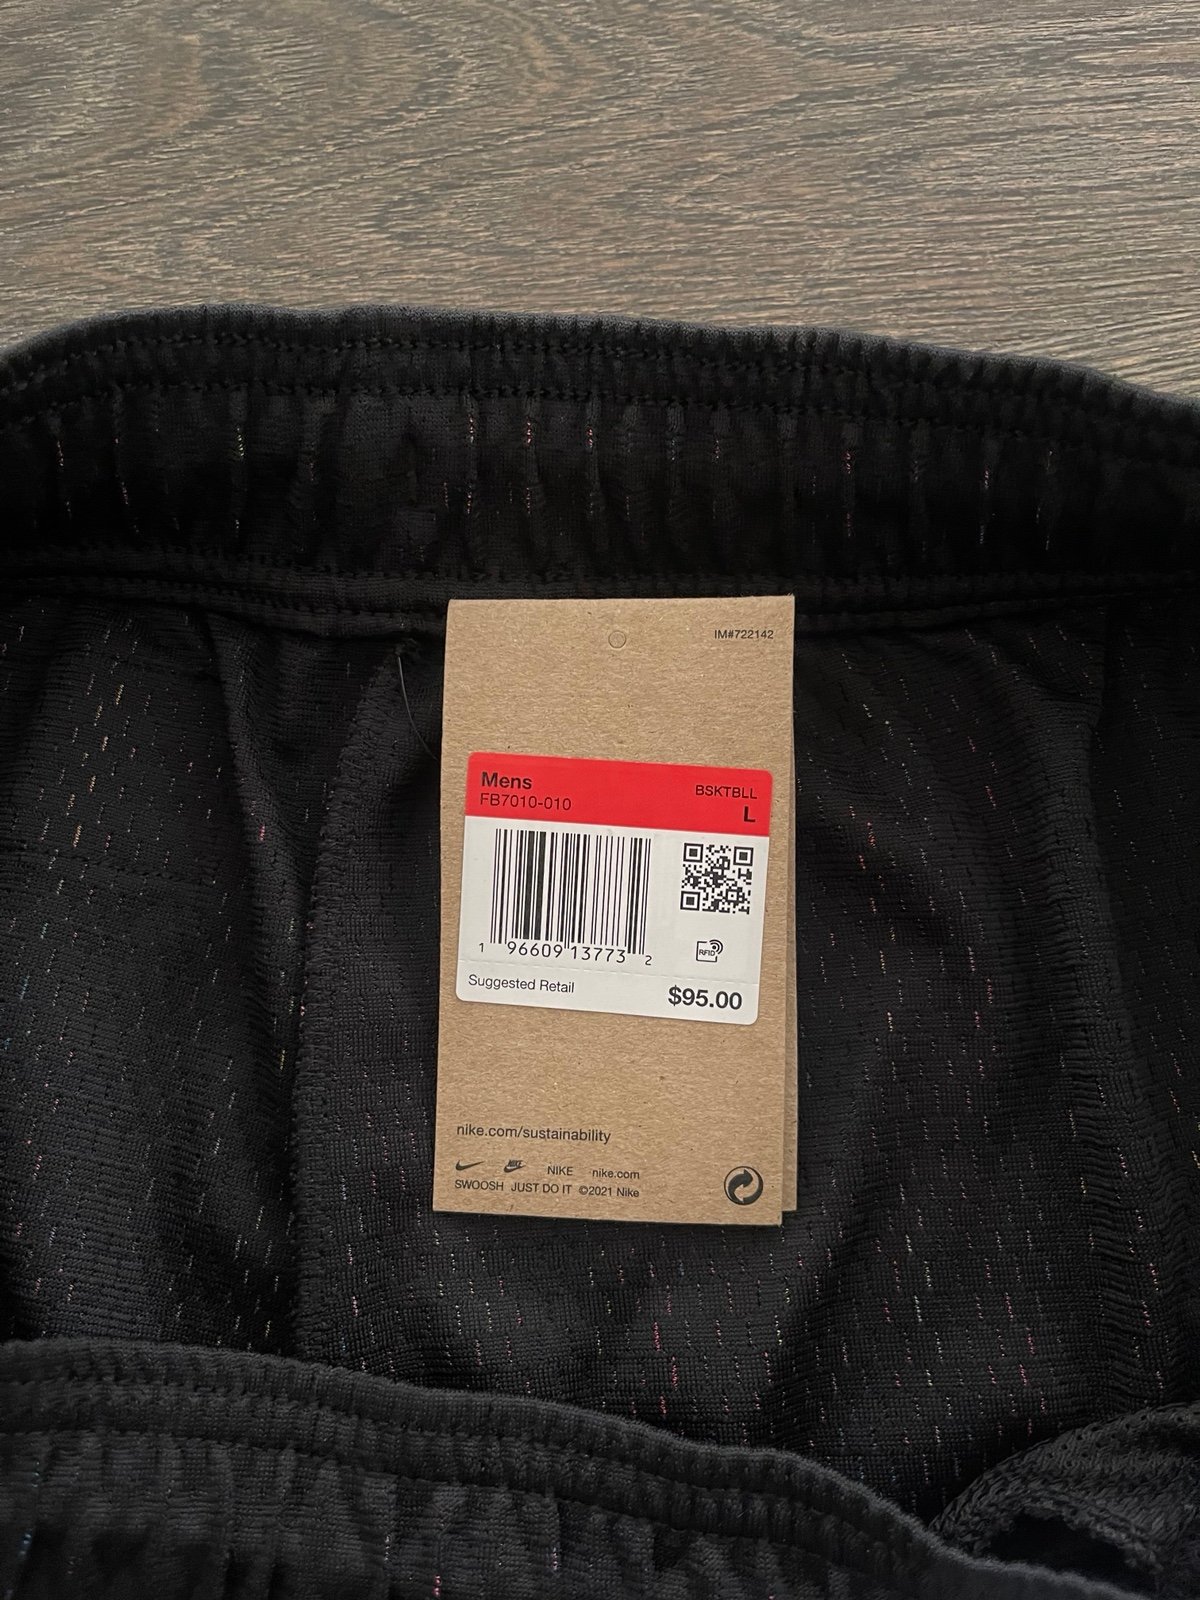 IM#722142
Mens BSKTBLL
FB7010-010 L
1 96609 13773 2
RFID
Suggested Retail $95.00
nike.com/sustainability
NIKE NIKE nike.com
SWOOSH JUST DO IT ©2021 Nike